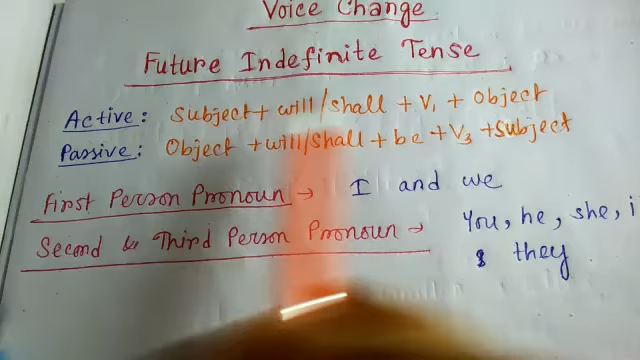 Voice Change
Future Indefinite Tense
Active: Subject + will/shall + V1 + Object
Passive: Object + will/shall + be + V3 + Subject
First Person Pronoun → I and we
Second & Third Person Pronoun → You, he, she, i
& they